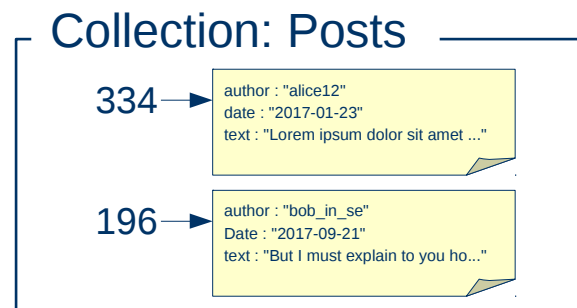 Collection: Posts
334
author : "alice12"
date : "2017-01-23"
text : "Lorem ipsum dolor sit amet ..."
196
author : "bob_in_se"
Date : "2017-09-21"
text : "But I must explain to you ho..."